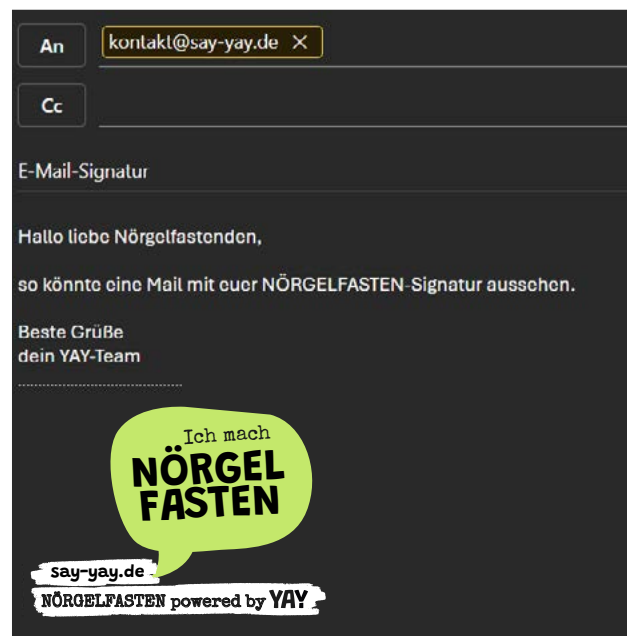 An
kontakt@say-yay.de
Cc
E-Mail-Signatur
Hallo liebe Nörgelfastenden,
so könnte eine Mail mit euer NÖRGELFASTEN-Signatur aussehen.
Beste Grüße
dein YAY-Team
Ich mach
NÖRGEL
FASTEN
say-yay.de
NÖRGELFASTEN powered by YAY